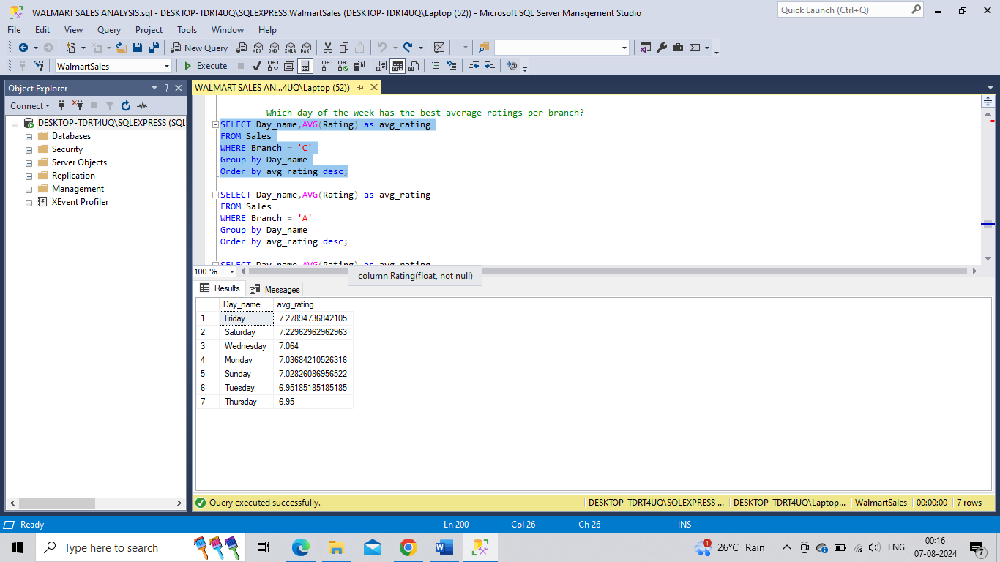 WALMART SALES ANALYSIS.sql - DESKTOP-TDRT4UQ\SQLEXPRESS.WalmartSales (DESKTOP-TDRT4UQ\Laptop (52)) - Microsoft SQL Server Management Studio
Quick Launch (Ctrl+Q)
File Edit View Query Project Tools Window Help
New Query
MDX DMX XMLA DAX
WalmartSales
Execute
Object Explorer
Connect
DESKTOP-TDRT4UQ\SQLEXPRESS (SQL
Databases
Security
Server Objects
Replication
Management
XEvent Profiler
WALMART SALES AN...4UQ\Laptop (52))
-------- Which day of the week has the best average ratings per branch?
SELECT Day_name,AVG(Rating) as avg_rating
FROM Sales
WHERE Branch = 'C'
Group by Day_name
Order by avg_rating desc;
SELECT Day_name,AVG(Rating) as avg_rating
FROM Sales
WHERE Branch = 'A'
Group by Day_name
Order by avg_rating desc;
SELECT Day_name,AVG(Rating) as avg_rating
100 %
column Rating(float, not null)
Results Messages
Day_name avg_rating
1 Friday 7.27894736842105
2 Saturday 7.22962962962963
3 Wednesday 7.064
4 Monday 7.03684210526316
5 Sunday 7.02826086956522
6 Tuesday 6.95185185185185
7 Thursday 6.95
Query executed successfully.
DESKTOP-TDRT4UQ\SQLEXPRESS ... DESKTOP-TDRT4UQ\Laptop... WalmartSales 00:00:00 7 rows
Ready Ln 200 Col 26 Ch 26 INS
Type here to search
1
26°C Rain
ENG
00:16
07-08-2024
7